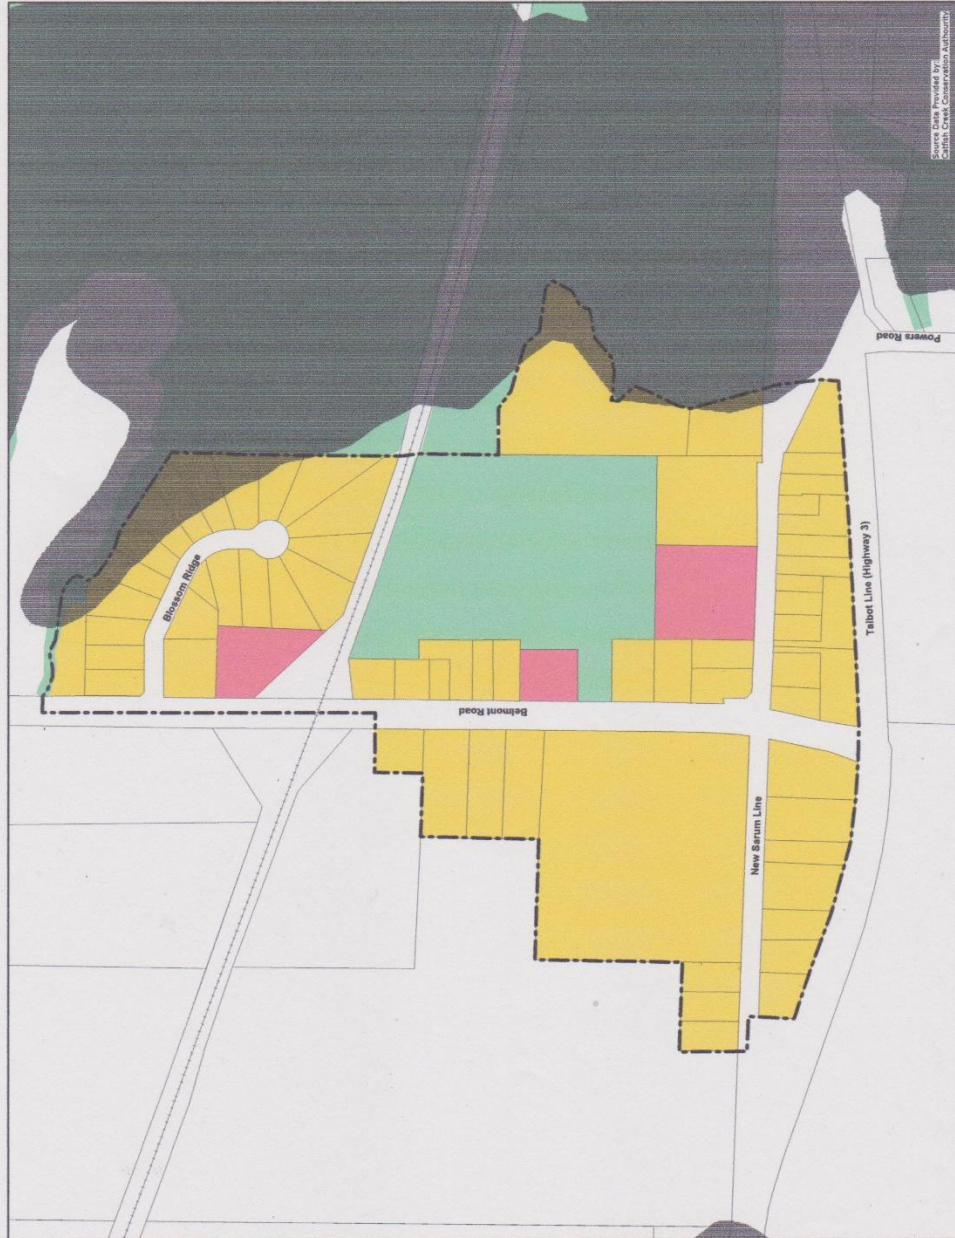 Source Data Provided by:
Catfish Creek Conservation Authourity
Powers Road
Blossom Ridge
Talbot Line (Highway 3)
Belmont Road
New Sarum Line